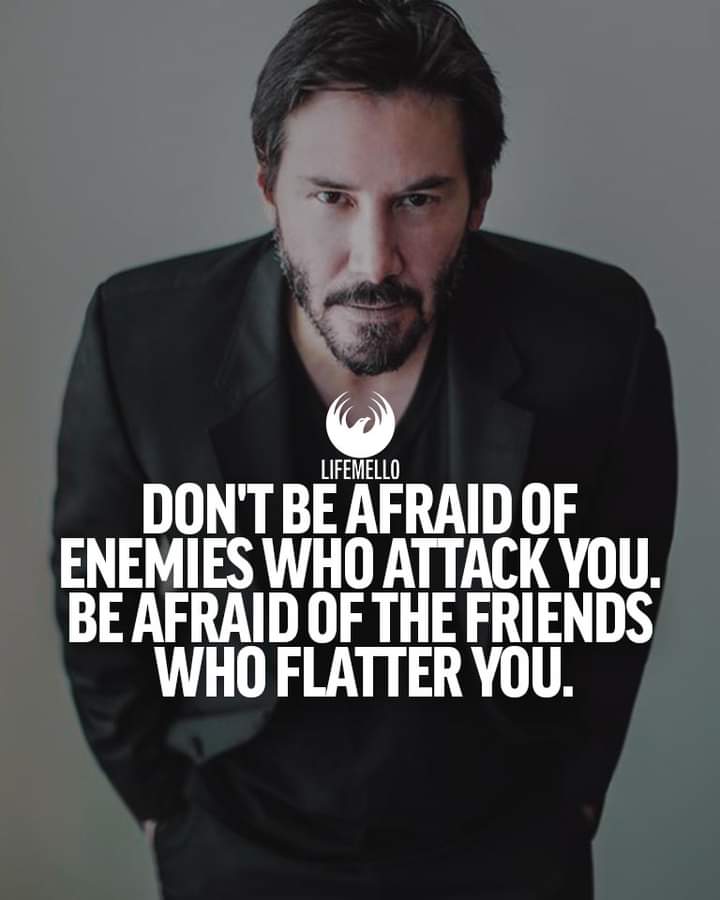 LIFEMELLO
DON'T BE AFRAID OF
ENEMIES WHO ATTACK YOU.
BE AFRAID OF THE FRIENDS
WHO FLATTER YOU.